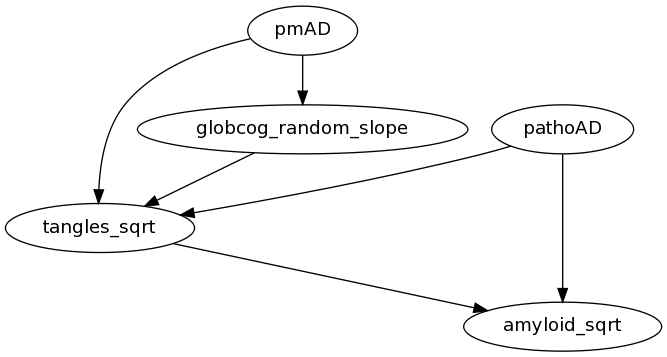 pmAD
globcog_random_slope
pathoAD
tangles_sqrt
amyloid_sqrt